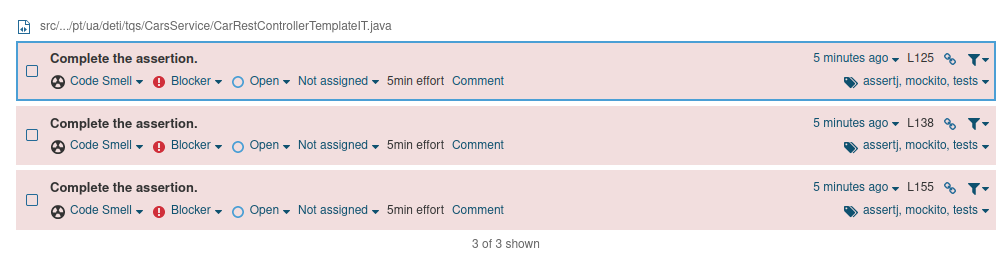 src/.../pt/ua/deti/tqs/CarsService/CarRestControllerTemplateIT.java
Complete the assertion. 5 minutes ago L125
Code Smell Blocker Open Not assigned 5min effort Comment assertj, mockito, tests
Complete the assertion. 5 minutes ago L138
Code Smell Blocker Open Not assigned 5min effort Comment assertj, mockito, tests
Complete the assertion. 5 minutes ago L155
Code Smell Blocker Open Not assigned 5min effort Comment assertj, mockito, tests
3 of 3 shown